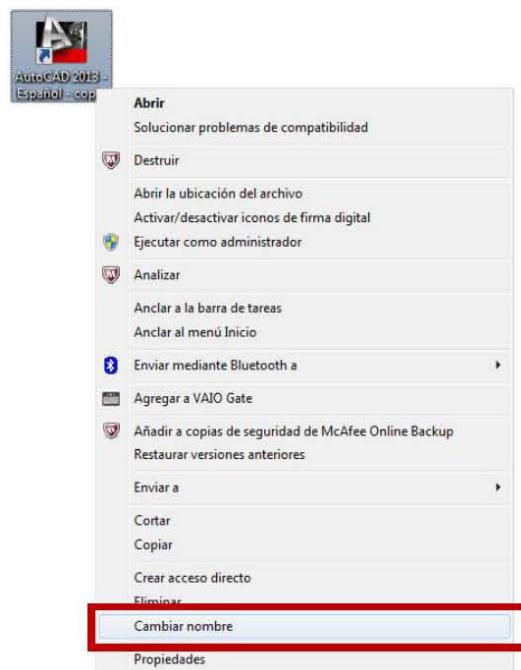 AutoCAD 2013 -
Español - cop
Abrir
Solucionar problemas de compatibilidad
Destruir
Abrir la ubicación del archivo
Activar/desactivar iconos de firma digital
Ejecutar como administrador
Analizar
Anclar a la barra de tareas
Anclar al menú Inicio
Enviar mediante Bluetooth a
Agregar a VAIO Gate
Añadir a copias de seguridad de McAfee Online Backup
Restaurar versiones anteriores
Enviar a
Cortar
Copiar
Crear acceso directo
Eliminar
Cambiar nombre
Propiedades